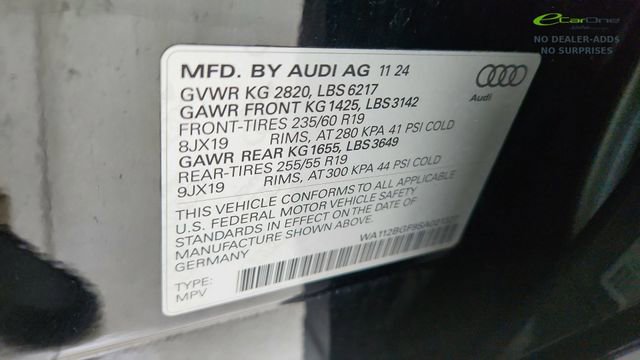 eCarOne
NO DEALER-ADDS
NO SURPRISES
MFD. BY AUDI AG 11 24
GVWR KG 2820, LBS 6217
GAWR FRONT KG 1425, LBS 3142
FRONT-TIRES 235/60 R19
8JX19 RIMS, AT 280 KPA 41 PSI COLD
GAWR REAR KG 1655, LBS 3649
REAR-TIRES 255/55 R19
9JX19 RIMS, AT 300 KPA 44 PSI COLD
THIS VEHICLE CONFORMS TO ALL APPLICABLE
U.S. FEDERAL MOTOR VEHICLE SAFETY
STANDARDS IN EFFECT ON THE DATE OF
MANUFACTURE SHOWN ABOVE.
GERMANY
TYPE:
MPV
Audi